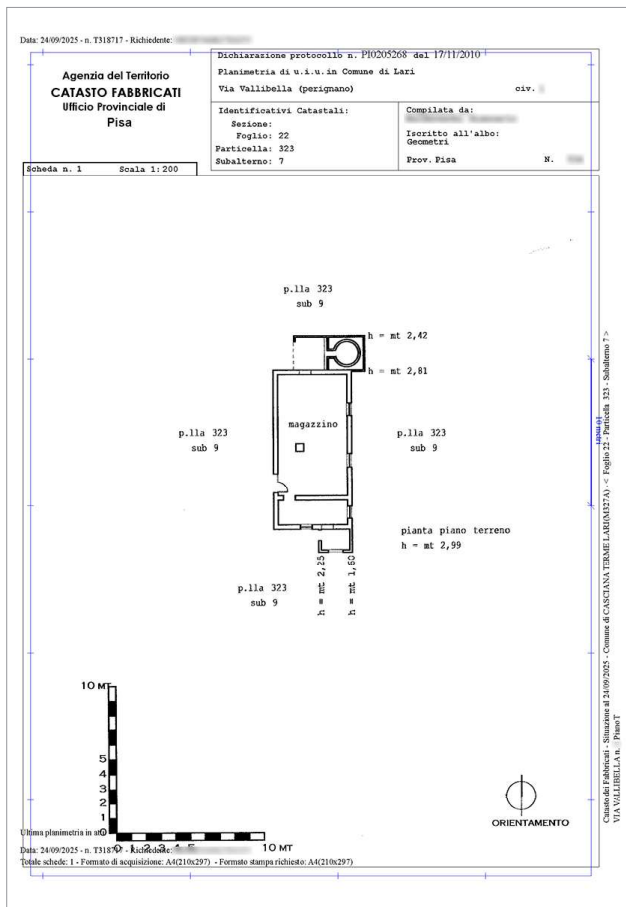 Data: 24/09/2025 - n. T318717 - Richiedente:
Agenzia del Territorio
CATASTO FABBRICATI
Ufficio Provinciale di
Pisa
Dichiarazione protocollo n. PI0205268 del 17/11/2010
Planimetria di u.i.u.in Comune di Lari
Via Vallibella (perignano) civ.
Identificativi Catastali:
Sezione:
Foglio: 22
Particella: 323
Subalterno: 7
Compilata da:
Iscritto all'albo:
Geometri
Prov. Pisa N.
Scheda n. 1 Scala 1:200
p.lla 323
sub 9
h = mt 2,42
h = mt 2,81
magazzino
p.lla 323
sub 9
p.lla 323
sub 9
pianta piano terreno
h = mt 2,99
p.lla 323
sub 9
h = mt 2,25
h = mt 1,60
10 metri
10 MT
5
4
3
2
1
0 1 2 3 4 5 10 MT
ORIENTAMENTO
Ultima planimetria in atti
Data: 24/09/2025 - n. T318717 - Richiedente:
Totale schede: 1 - Formato di acquisizione: A4(210x297) - Formato stampa richiesto: A4(210x297)
Catasto dei Fabbricati - Situazione al 24/09/2025 - Comune di CASCIANA TERME LARI(M327A) - < Foglio 22 - Particella 323 - Subalterno 7 >
VIA VALLIBELLA n. Piano T